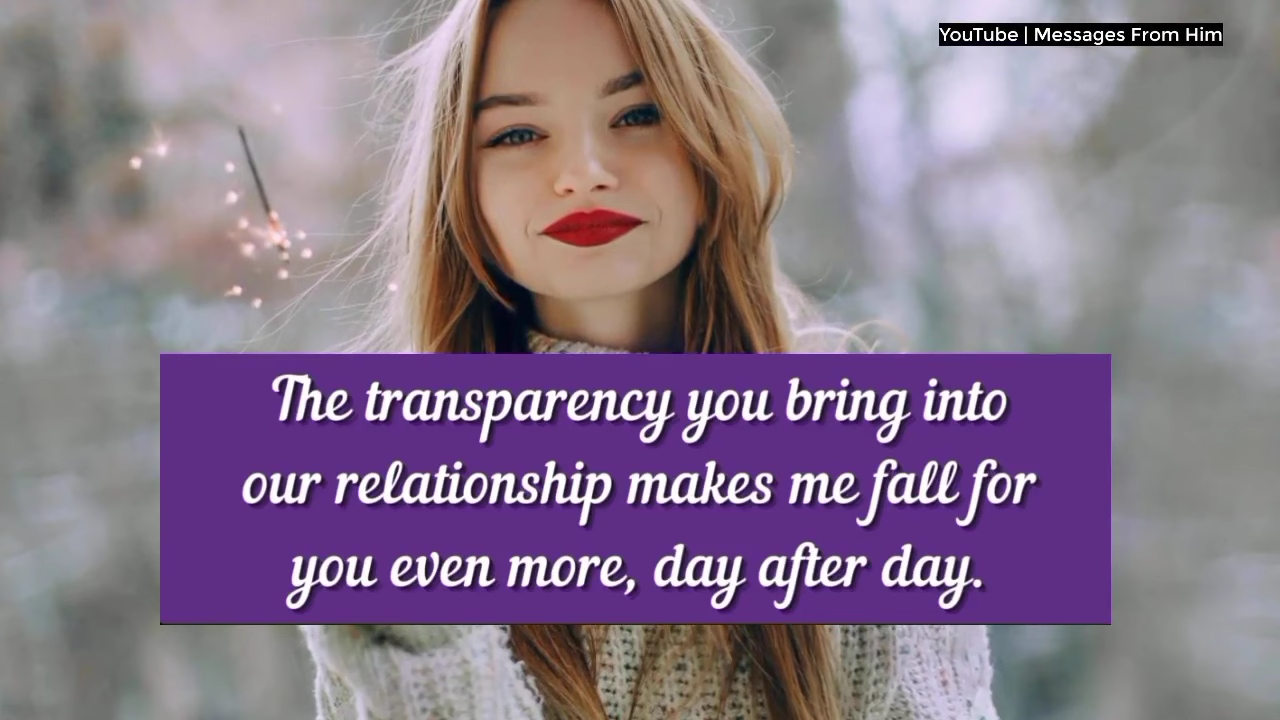 YouTube | Messages From Him
The transparency you bring into
our relationship makes me fall for
you even more, day after day.